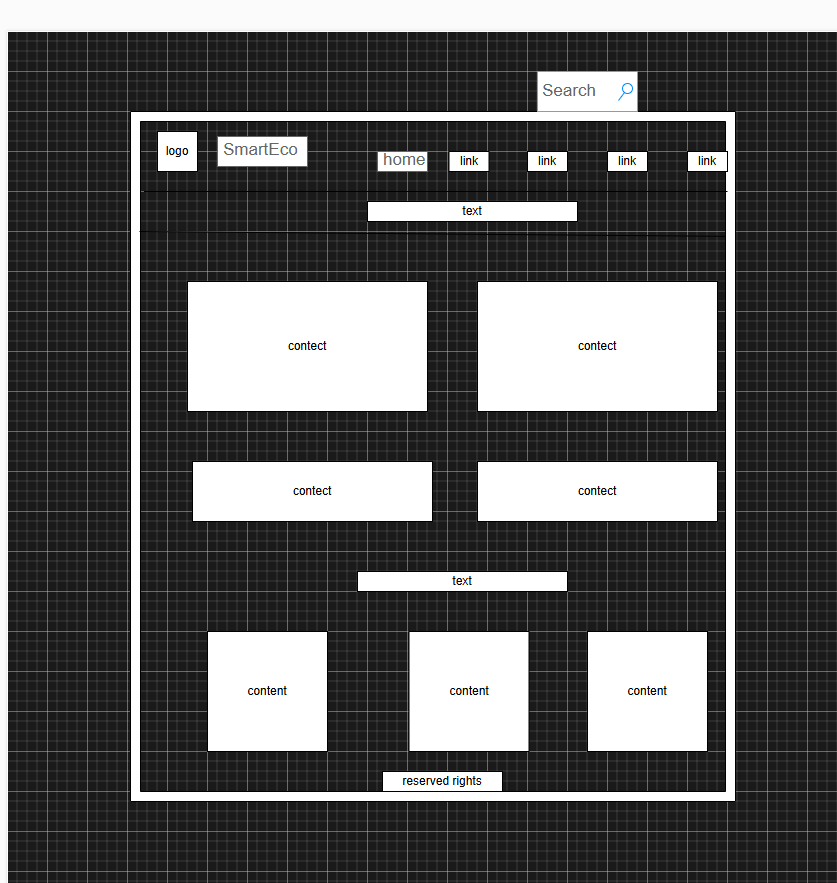 Search
logo
SmartEco
home
link
link
link
link
text
contect
contect
contect
contect
text
content
content
content
reserved rights